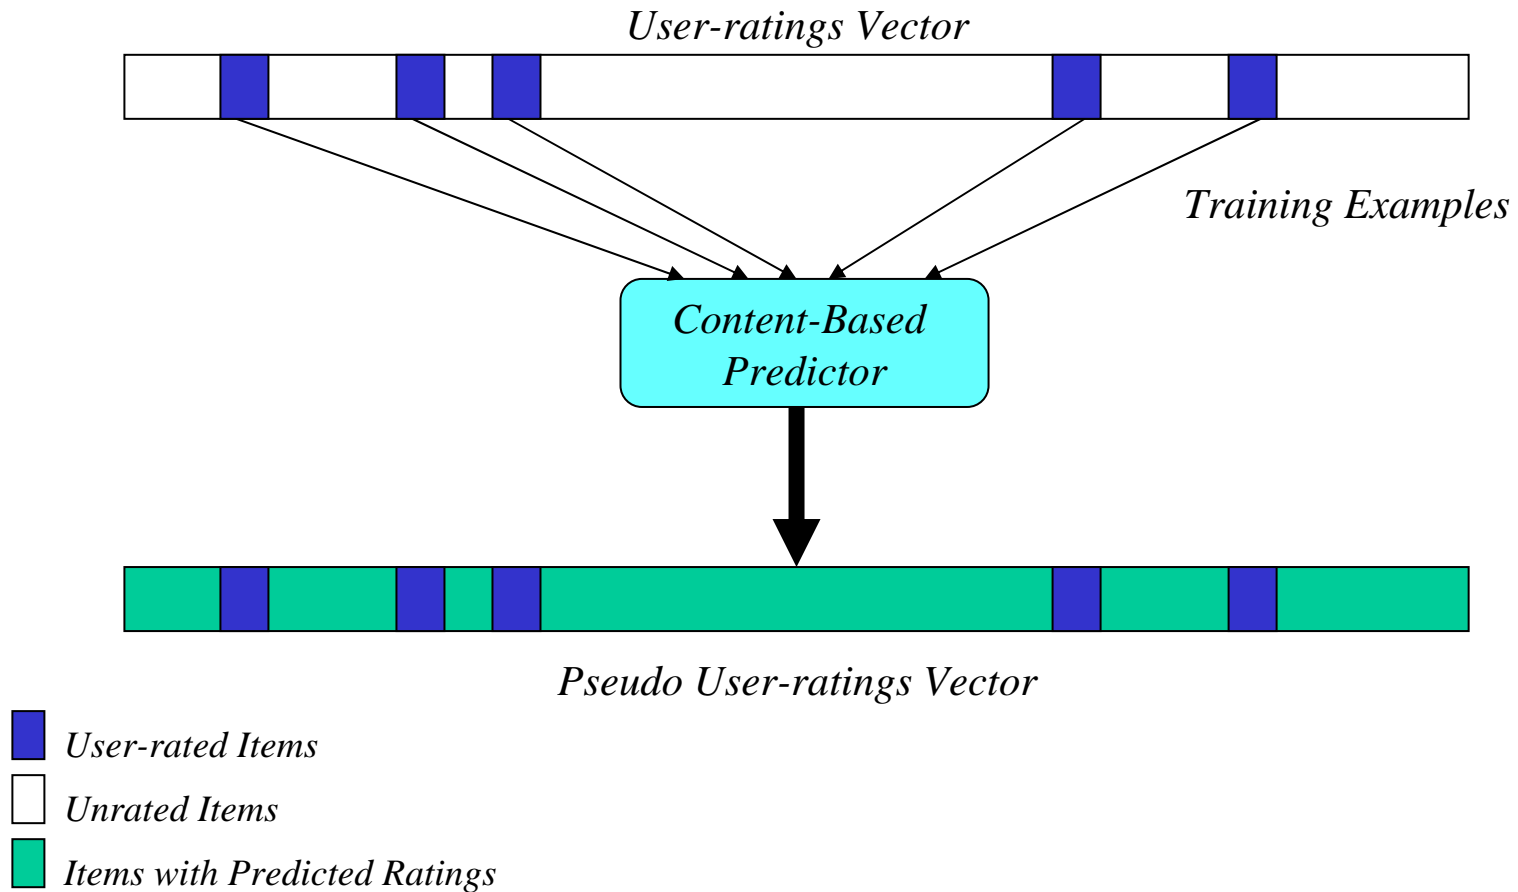 User-ratings Vector
Training Examples
Content-Based
Predictor
Pseudo User-ratings Vector
User-rated Items
Unrated Items
Items with Predicted Ratings